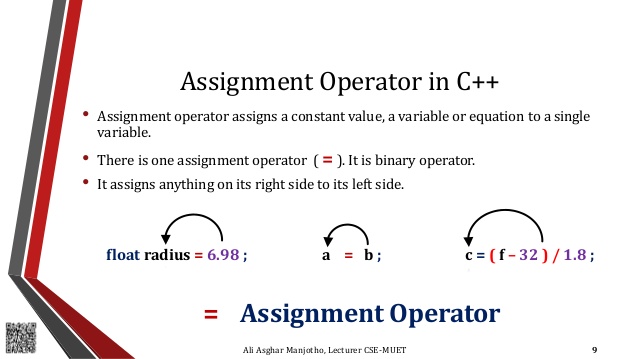 Assignment Operator in C++
• Assignment operator assigns a constant value, a variable or equation to a single
variable.
• There is one assignment operator ( = ). It is binary operator.
• It assigns anything on its right side to its left side.
float radius = 6.98 ; a = b ; c = ( f – 32 ) / 1.8 ;
= Assignment Operator
Ali Asghar Manjotho, Lecturer CSE-MUET 9